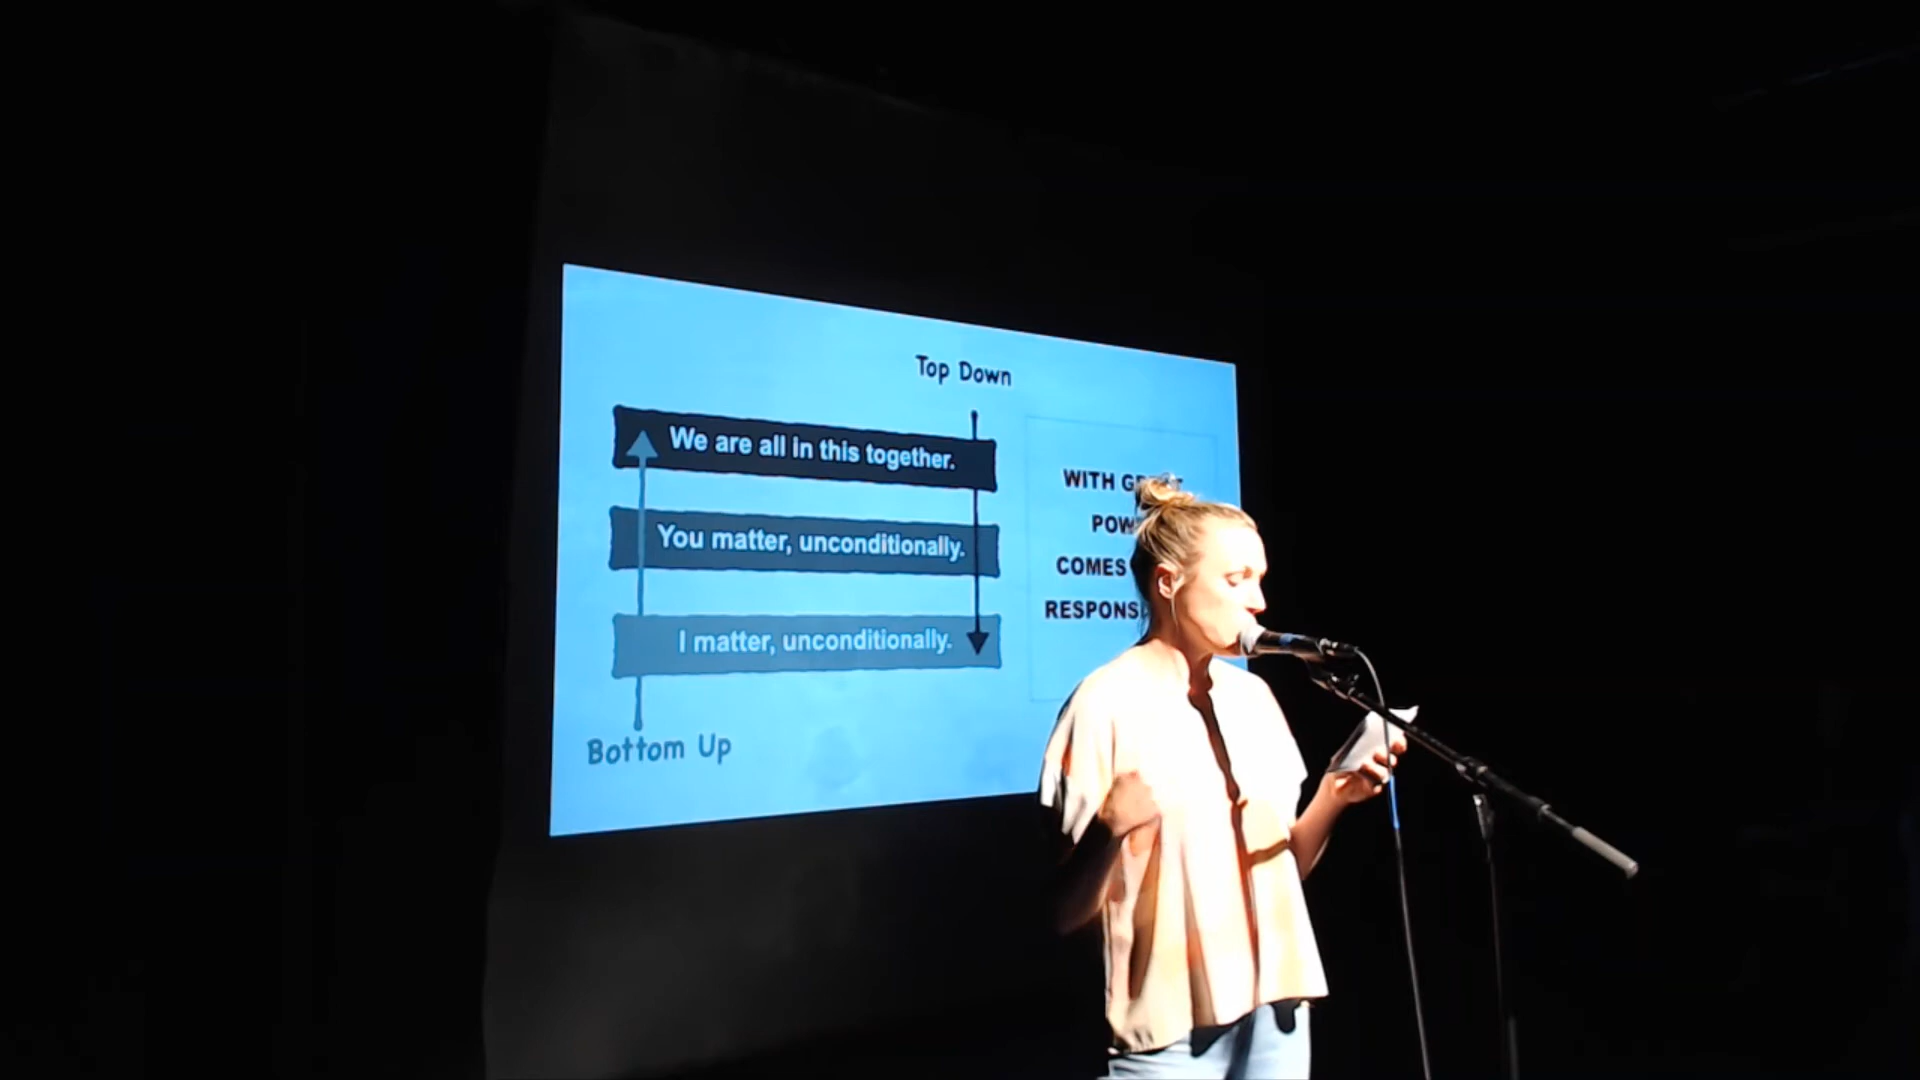 Top Down
We are all in this together.
You matter, unconditionally.
I matter, unconditionally.
Bottom Up
WITH
COMES